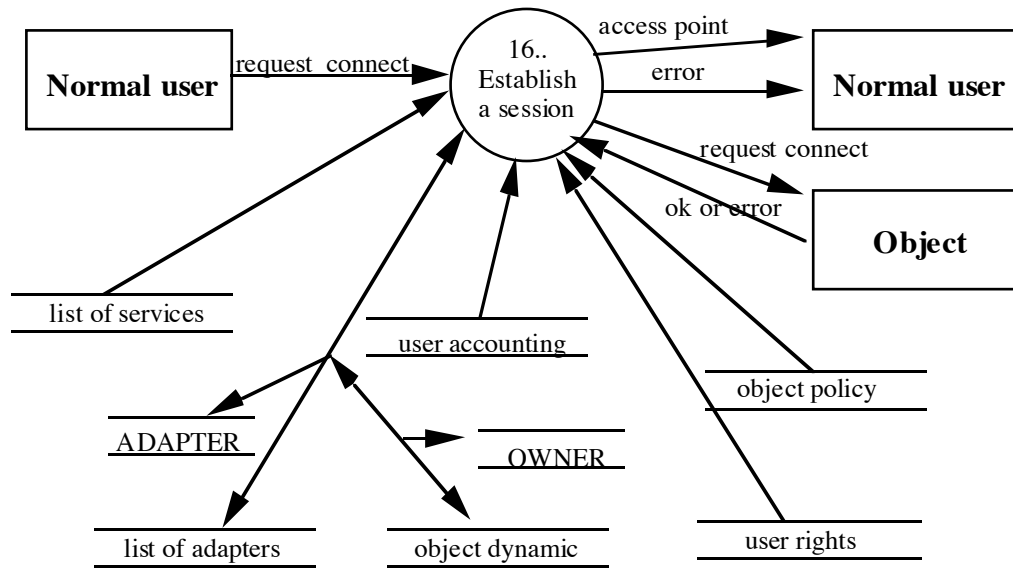 access point
16..
Normal user
request connect
Establish
a session
error
Normal user
request connect
ok or error
Object
list of services
user accounting
object policy
ADAPTER
OWNER
list of adapters
object dynamic
user rights